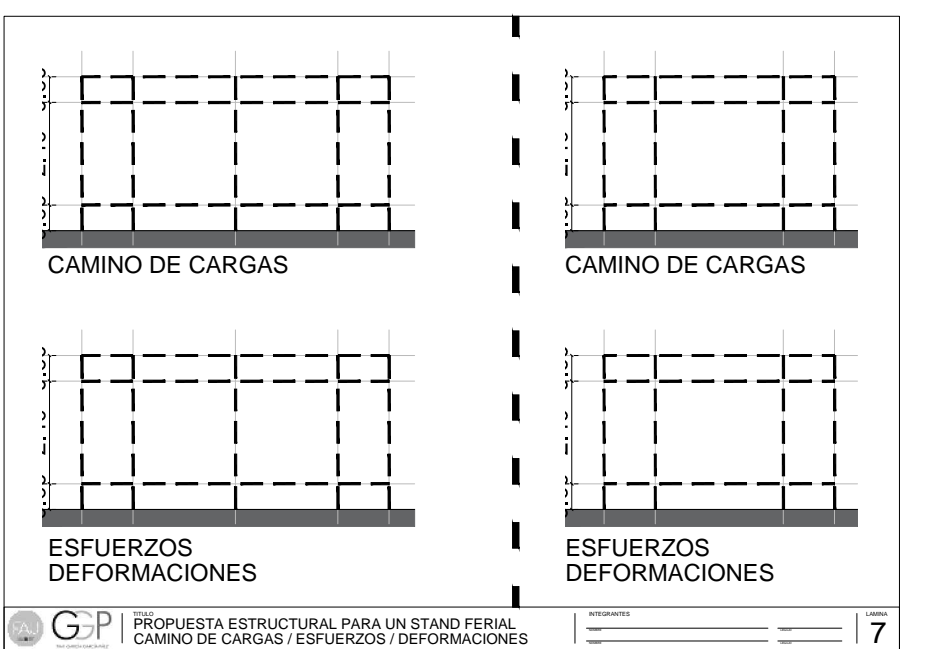 CAMINO DE CARGAS
CAMINO DE CARGAS
ESFUERZOS
DEFORMACIONES
ESFUERZOS
DEFORMACIONES
FAU
GGP
TITULO
PROPUESTA ESTRUCTURAL PARA UN STAND FERIAL
CAMINO DE CARGAS / ESFUERZOS / DEFORMACIONES
INTEGRANTES
LAMINA
7